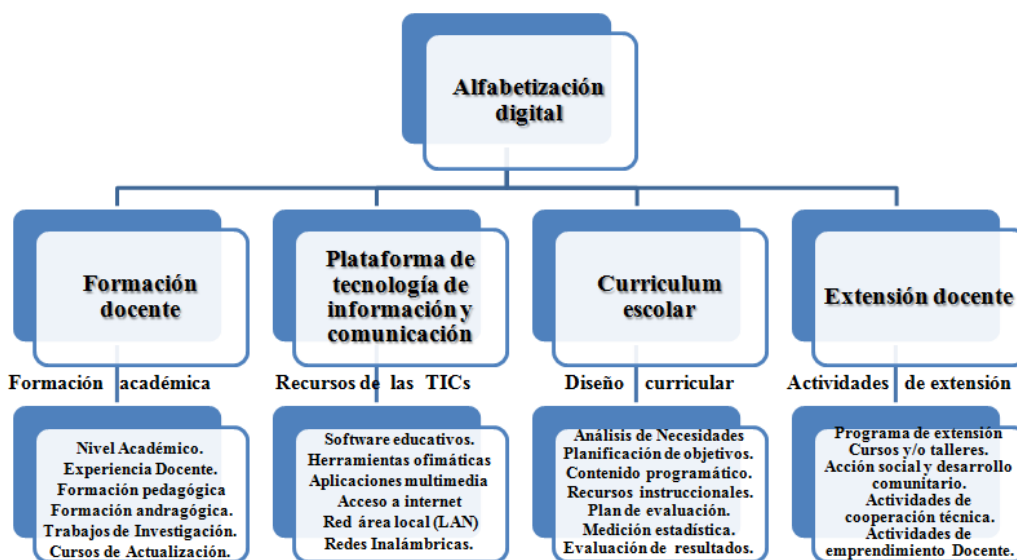 Alfabetización
digital
Formación
docente
Plataforma de
tecnología de
información y
comunicación
Curriculum
escolar
Extensión docente
Formación académica
Recursos de las TICs
Diseño curricular
Actividades de extensión
Nivel Académico.
Experiencia Docente.
Formación pedagógica
Formación andragógica.
Trabajos de Investigación.
Cursos de Actualización.
Software educativos.
Herramientas ofimáticas
Aplicaciones multimedia
Acceso a internet
Red área local (LAN)
Redes Inalámbricas.
Análisis de Necesidades
Planificación de objetivos.
Contenido programático.
Recursos instruccionales.
Plan de evaluación.
Medición estadística.
Evaluación de resultados.
Programa de extensión
Cursos y/o talleres.
Acción social y desarrollo
comunitario.
Actividades de
cooperación técnica.
Actividades de
emprendimiento Docente.